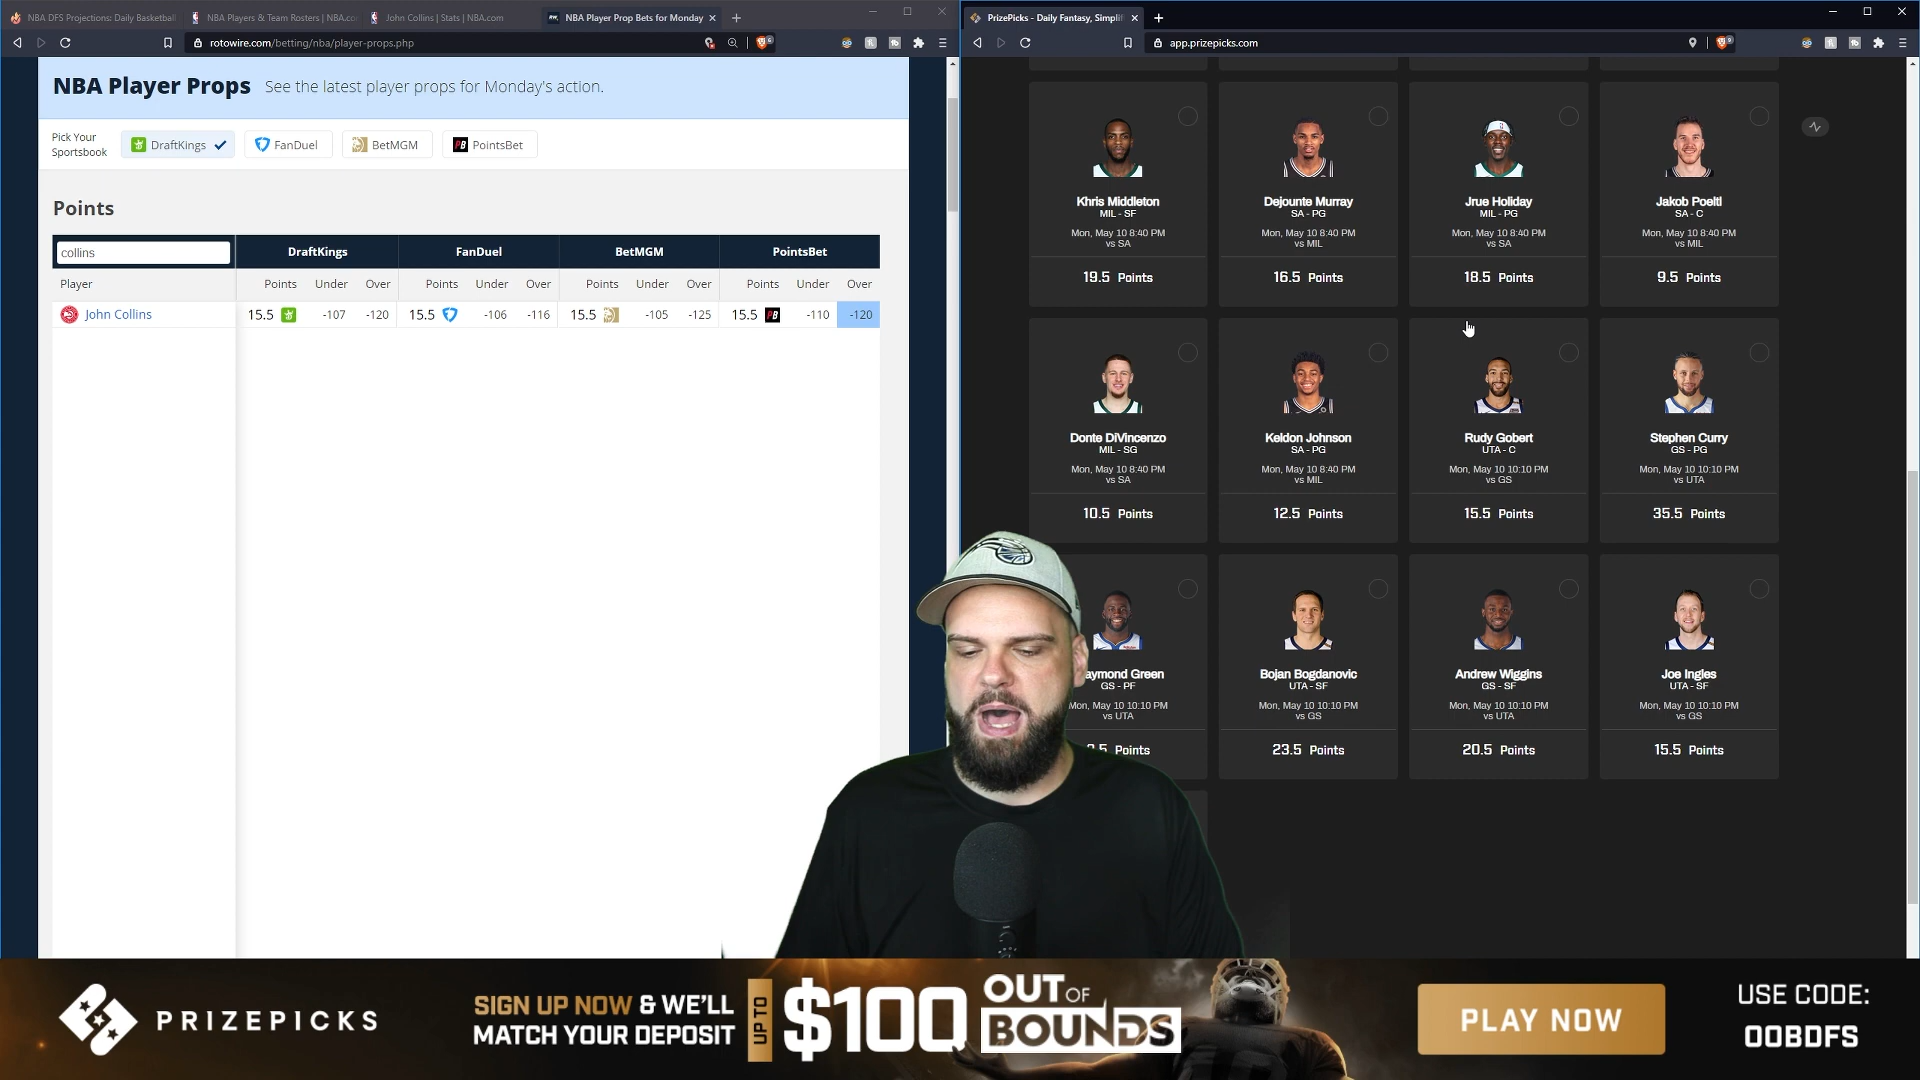 NBA DFS Projections: Daily Basketball
NBA Players & Team Rosters | NBA.co
John Collins | Stats | NBA.com
NBA Player Prop Bets for Monday
rotowire.com/betting/nba/player-props.php
NBA Player Props See the latest player props for Monday's action.
Pick Your
Sportsbook
DraftKings
FanDuel
BetMGM
PointsBet
Points
collins DraftKings FanDuel BetMGM PointsBet
Player Points Under Over Points Under Over Points Under Over Points Under Over
John Collins 15.5 -107 -120 15.5 -106 -116 15.5 -105 -125 15.5 PB -110 -120
PrizePicks - Daily Fantasy, Simplif
app.prizepicks.com
Khris Middleton
MIL - SF
Mon, May 10 8:40 PM
vs SA
19.5 Points
Dejounte Murray
SA - PG
Mon, May 10 8:40 PM
vs MIL
16.5 Points
Jrue Holiday
MIL - PG
Mon, May 10 8:40 PM
vs SA
18.5 Points
Jakob Poeltl
SA - C
Mon, May 10 8:40 PM
vs MIL
9.5 Points
Donte DiVincenzo
MIL - SG
Mon, May 10 8:40 PM
vs SA
10.5 Points
Keldon Johnson
SA - PG
Mon, May 10 8:40 PM
vs MIL
12.5 Points
Rudy Gobert
UTA - C
Mon, May 10 10:10 PM
vs GS
15.5 Points
Stephen Curry
GS - PG
Mon, May 10 10:10 PM
vs UTA
35.5 Points
aymond Green
GS - PF
Mon, May 10 10:10 PM
vs UTA
.5 Points
Bojan Bogdanovic
UTA - SF
Mon, May 10 10:10 PM
vs GS
23.5 Points
Andrew Wiggins
GS - SF
Mon, May 10 10:10 PM
vs UTA
20.5 Points
Joe Ingles
UTA - SF
Mon, May 10 10:10 PM
vs GS
15.5 Points
PRIZEPICKS
SIGN UP NOW & WE'LL
MATCH YOUR DEPOSIT
UP TO
$100
OUT OF
BOUNDS
PLAY NOW
USE CODE:
OOBDFS